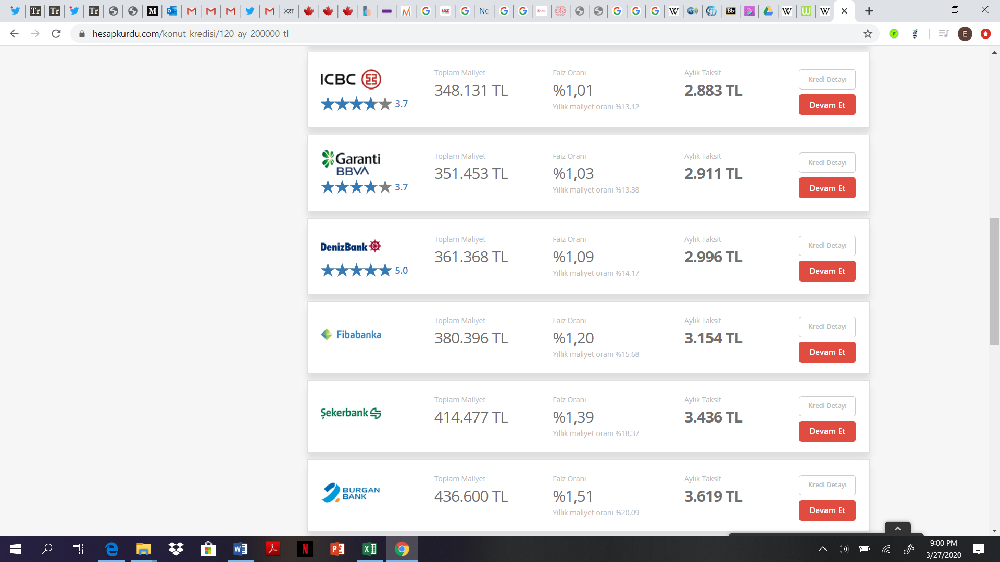 Tr
Tr
Tr
M
XRT
MSE
Ne
W
Bb
W
W
hesapkurdu.com/konut-kredisi/120-ay-200000-tl
F
E
ICBC
3.7
Toplam Maliyet
348.131 TL
Faiz Oranı
%1,01
Yıllık maliyet oranı %13,12
Aylık Taksit
2.883 TL
Kredi Detayı
Devam Et
Garanti
BBVA
3.7
Toplam Maliyet
351.453 TL
Faiz Oranı
%1,03
Yıllık maliyet oranı %13,38
Aylık Taksit
2.911 TL
Kredi Detayı
Devam Et
DenizBank
5.0
Toplam Maliyet
361.368 TL
Faiz Oranı
%1,09
Yıllık maliyet oranı %14,17
Aylık Taksit
2.996 TL
Kredi Detayı
Devam Et
Fibabanka
Toplam Maliyet
380.396 TL
Faiz Oranı
%1,20
Yıllık maliyet oranı %15,68
Aylık Taksit
3.154 TL
Kredi Detayı
Devam Et
Şekerbank
Toplam Maliyet
414.477 TL
Faiz Oranı
%1,39
Yıllık maliyet oranı %18,37
Aylık Taksit
3.436 TL
Kredi Detayı
Devam Et
BURGAN
BANK
Toplam Maliyet
436.600 TL
Faiz Oranı
%1,51
Yıllık maliyet oranı %20,09
Aylık Taksit
3.619 TL
Kredi Detayı
Devam Et
9:00 PM
3/27/2020